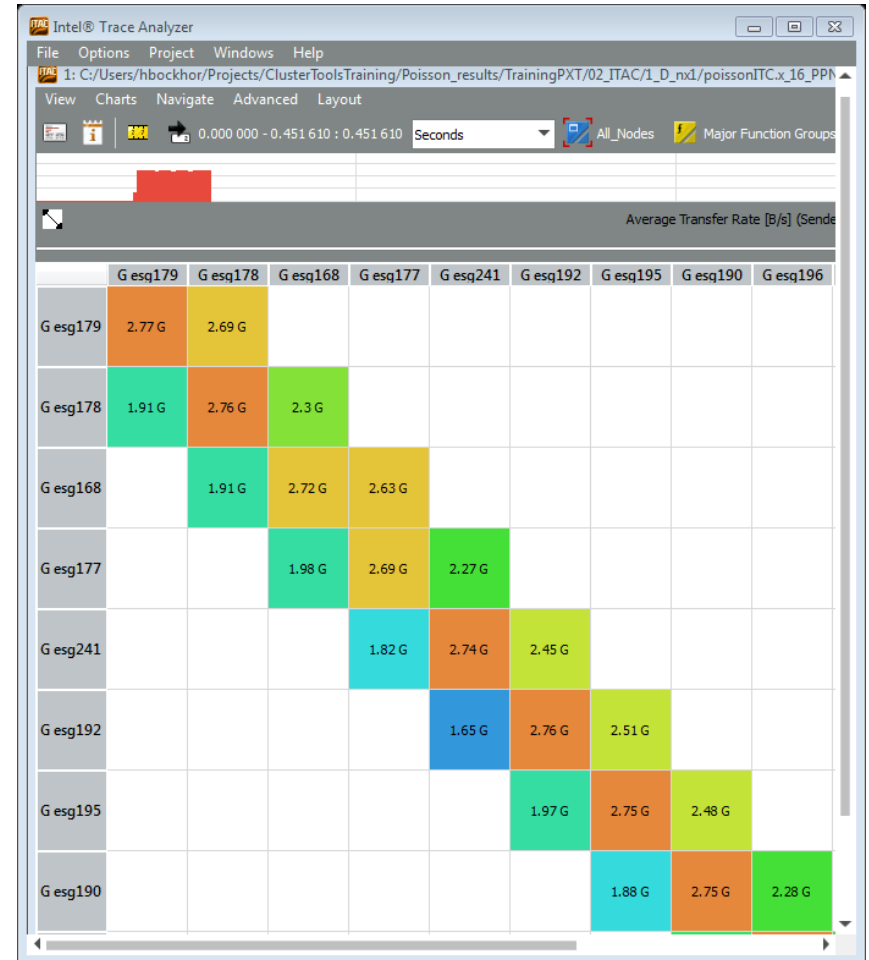 Intel® Trace Analyzer
File Options Project Windows Help
1: C:/Users/hbockhor/Projects/ClusterToolsTraining/Poisson_results/TrainingPXT/02_ITAC/1_D_nx1/poissonITC.x_16_PPN
View Charts Navigate Advanced Layout
0.000 000 - 0.451 610 : 0.451 610 Seconds All_Nodes Major Function Groups
Average Transfer Rate [B/s] (Sende
G esg179 G esg178 G esg168 G esg177 G esg241 G esg192 G esg195 G esg190 G esg196
G esg179 2.77 G 2.69 G
G esg178 1.91 G 2.76 G 2.3 G
G esg168 1.91 G 2.72 G 2.63 G
G esg177 1.98 G 2.69 G 2.27 G
G esg241 1.82 G 2.74 G 2.45 G
G esg192 1.65 G 2.76 G 2.51 G
G esg195 1.97 G 2.75 G 2.48 G
G esg190 1.88 G 2.75 G 2.28 G